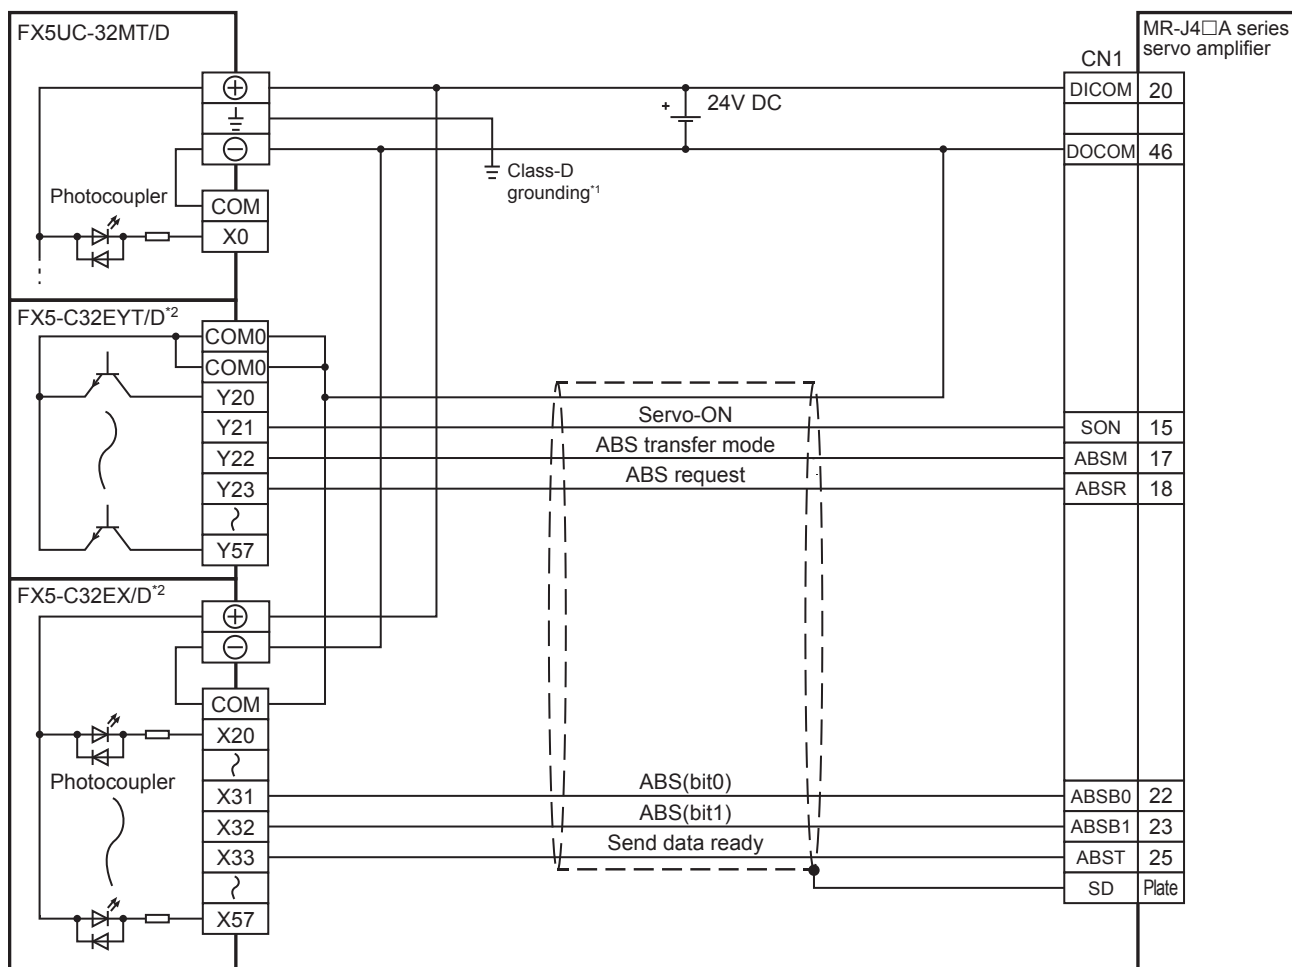 FX5UC-32MT/D
MR-J4□A series
servo amplifier
CN1
+
24V DC
DICOM 20
DOCOM 46
Class-D
grounding*1
Photocoupler
COM
X0
FX5-C32EYT/D*2
COM0
COM0
Y20
Y21
Servo-ON
SON 15
Y22
ABS transfer mode
ABSM 17
Y23
ABS request
ABSR 18
Y57
FX5-C32EX/D*2
COM
X20
Photocoupler
X31
ABS(bit0)
ABSB0 22
X32
ABS(bit1)
ABSB1 23
X33
Send data ready
ABST 25
SD Plate
X57